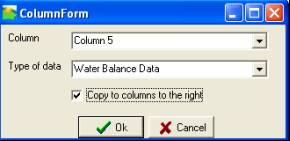 ColumnForm
Column Column 5
Type of data Water Balance Data
Copy to columns to the right
Ok Cancel